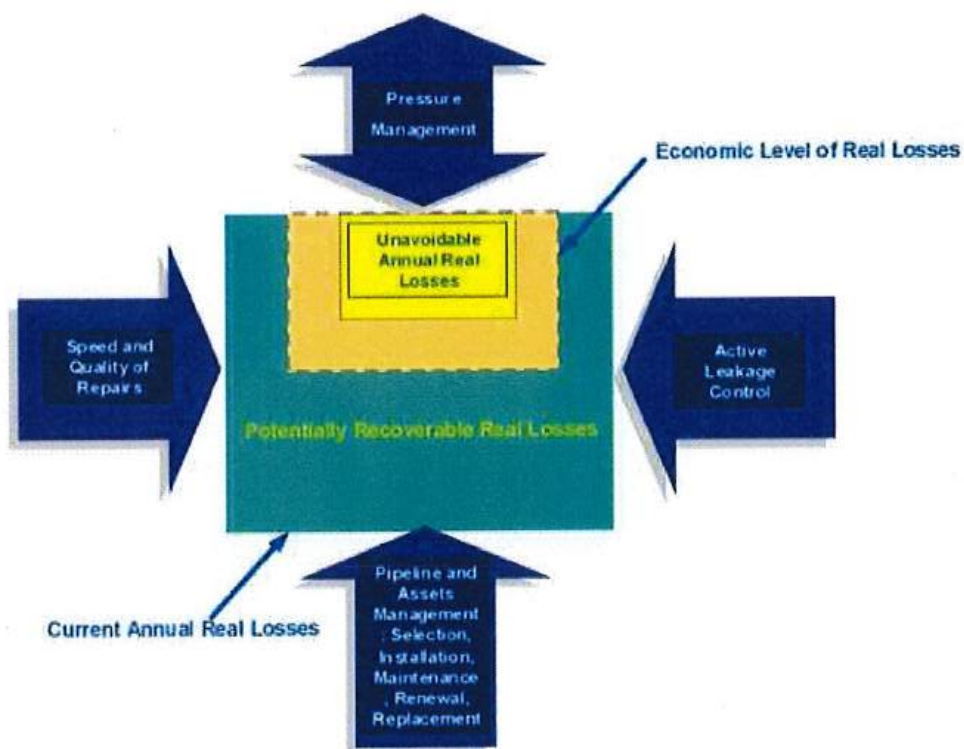 Pressure
Management
Economic Level of Real Losses
Unavoidable
Annual Real
Losses
Speed and
Quality of
Repairs
Active
Leakage
Control
Potentially Recoverable Real Losses
Current Annual Real Losses
Pipeline and
Assets
Management
, Selection,
Installation,
Maintenance
, Renewal,
Replacement